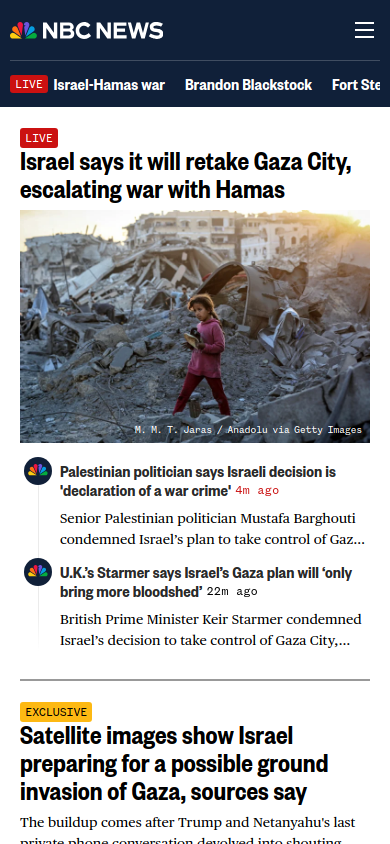 NBC NEWS
LIVE Israel-Hamas war Brandon Blackstock Fort Ste
LIVE
Israel says it will retake Gaza City,
escalating war with Hamas
M. M. T. Jaras / Anadolu via Getty Images
Palestinian politician says Israeli decision is
'declaration of a war crime' 4m ago
Senior Palestinian politician Mustafa Barghouti
condemned Israel's plan to take control of Gaz...
U.K.'s Starmer says Israel's Gaza plan will ‘only
bring more bloodshed’ 22m ago
British Prime Minister Keir Starmer condemned
Israel's decision to take control of Gaza City,...
EXCLUSIVE
Satellite images show Israel
preparing for a possible ground
invasion of Gaza, sources say
The buildup comes after Trump and Netanyahu's last
private phone conversation devolved into shouting,